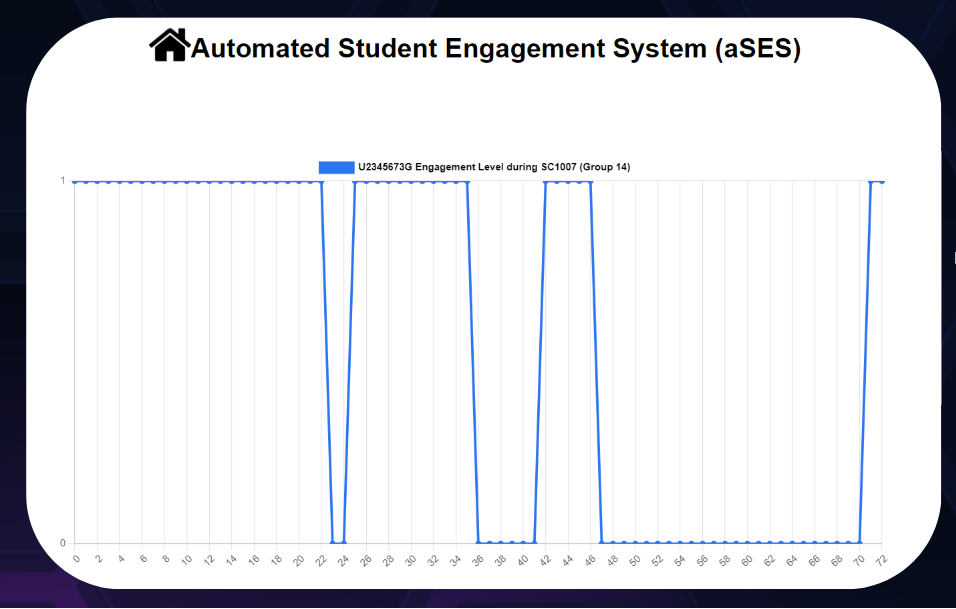 Automated Student Engagement System (aSES)
U2345673G Engagement Level during SC1007 (Group 14)
1
0
0 2 4 6 8 10 12 14 16 18 20 22 24 26 28 30 32 34 36 38 40 42 44 46 48 50 52 54 56 58 60 62 64 66 68 70 72